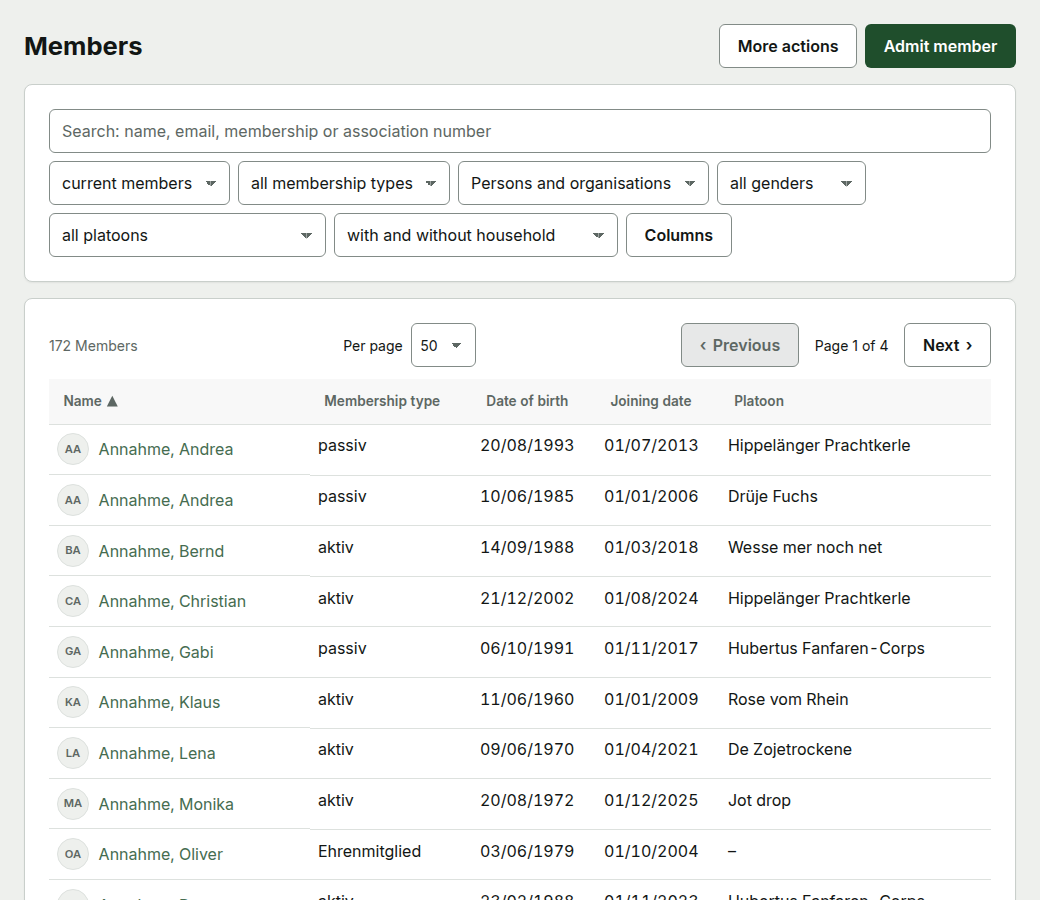 Members
More actions
Admit member
Search: name, email, membership or association number
current members all membership types Persons and organisations all genders
all platoons with and without household Columns
172 Members Per page 50 ‹ Previous Page 1 of 4 Next ›
Name ▲ Membership type Date of birth Joining date Platoon
AA Annahme, Andrea passiv 20/08/1993 01/07/2013 Hippelänger Prachtkerle
AA Annahme, Andrea passiv 10/06/1985 01/01/2006 Drüje Fuchs
BA Annahme, Bernd aktiv 14/09/1988 01/03/2018 Wesse mer noch net
CA Annahme, Christian aktiv 21/12/2002 01/08/2024 Hippelänger Prachtkerle
GA Annahme, Gabi passiv 06/10/1991 01/11/2017 Hubertus Fanfaren-Corps
KA Annahme, Klaus aktiv 11/06/1960 01/01/2009 Rose vom Rhein
LA Annahme, Lena aktiv 09/06/1970 01/04/2021 De Zojetrockene
MA Annahme, Monika aktiv 20/08/1972 01/12/2025 Jot drop
OA Annahme, Oliver Ehrenmitglied 03/06/1979 01/10/2004 –